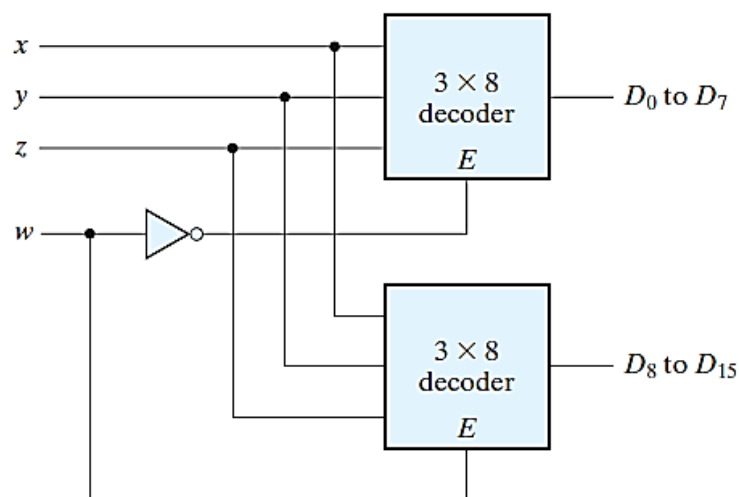 x
y
z
w
3 × 8
decoder
E
D₀ to D₇
3 × 8
decoder
E
D₈ to D₁₅